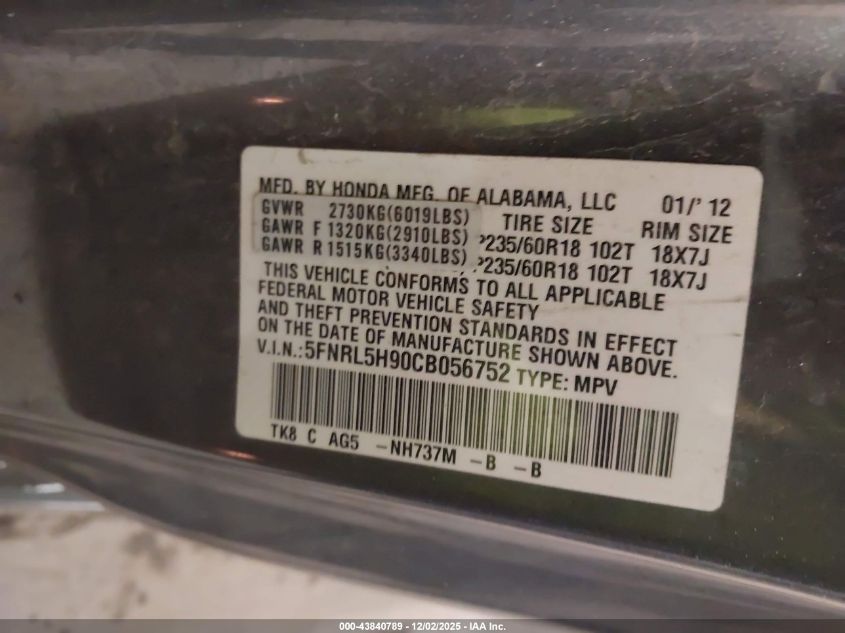 MFD. BY HONDA MFG. OF ALABAMA, LLC 01/' 12
GVWR 2730KG(6019LBS) TIRE SIZE RIM SIZE
GAWR F 1320KG(2910LBS) P235/60R18 102T 18X7J
GAWR R 1515KG(3340LBS) P235/60R18 102T 18X7J
THIS VEHICLE CONFORMS TO ALL APPLICABLE
FEDERAL MOTOR VEHICLE SAFETY
AND THEFT PREVENTION STANDARDS IN EFFECT
ON THE DATE OF MANUFACTURE SHOWN ABOVE.
V.I.N.: 5FNRL5H90CB056752 TYPE: MPV
TK8 C AG5 -NH737M -B -B
000-43840789 - 12/02/2025 - IAA Inc.